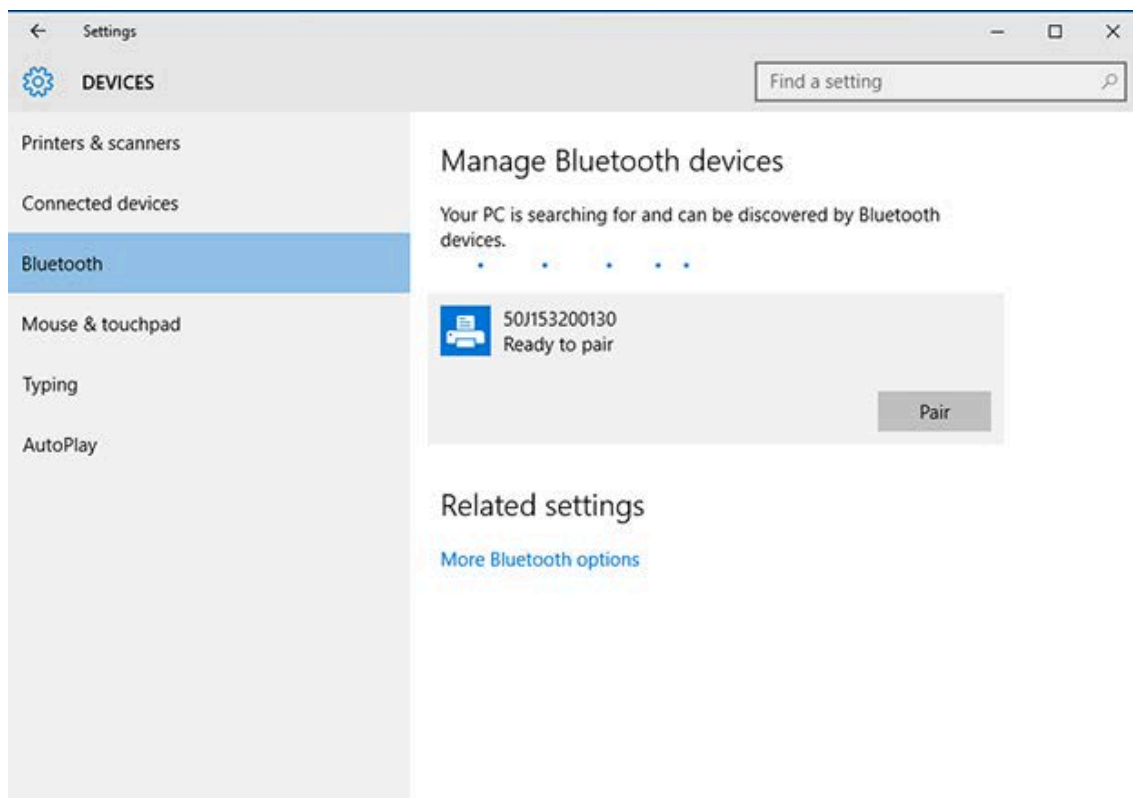 Settings
DEVICES
Find a setting
Printers & scanners
Connected devices
Bluetooth
Mouse & touchpad
Typing
AutoPlay
Manage Bluetooth devices
Your PC is searching for and can be discovered by Bluetooth
devices.
50J153200130
Ready to pair
Pair
Related settings
More Bluetooth options